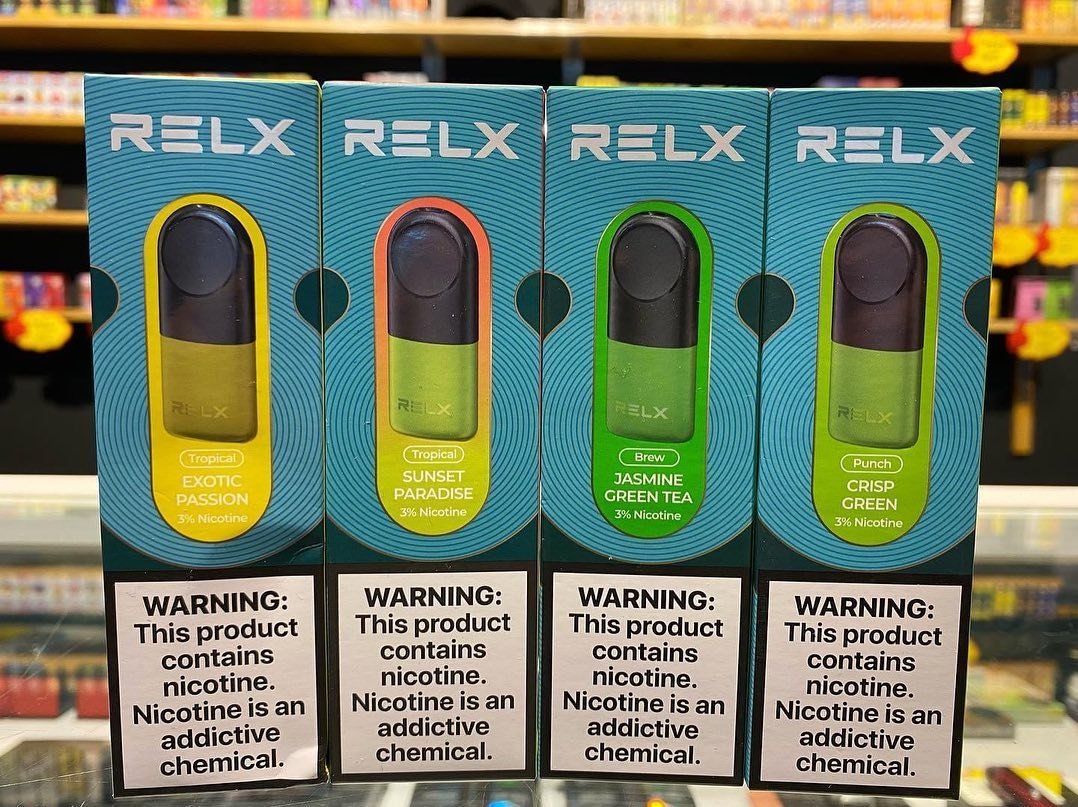 RELX
RELX
Tropical
EXOTIC
PASSION
3% Nicotine
WARNING:
This product
contains
nicotine.
Nicotine is an
addictive
chemical.
RELX
RELX
Tropical
SUNSET
PARADISE
3% Nicotine
WARNING:
This product
contains
nicotine.
Nicotine is an
addictive
chemical.
RELX
RELX
Brew
JASMINE
GREEN TEA
3% Nicotine
WARNING:
This product
contains
nicotine.
Nicotine is an
addictive
chemical.
RELX
RELX
Punch
CRISP
GREEN
3% Nicotine
WARNING:
This product
contains
nicotine.
Nicotine is an
addictive
chemical.